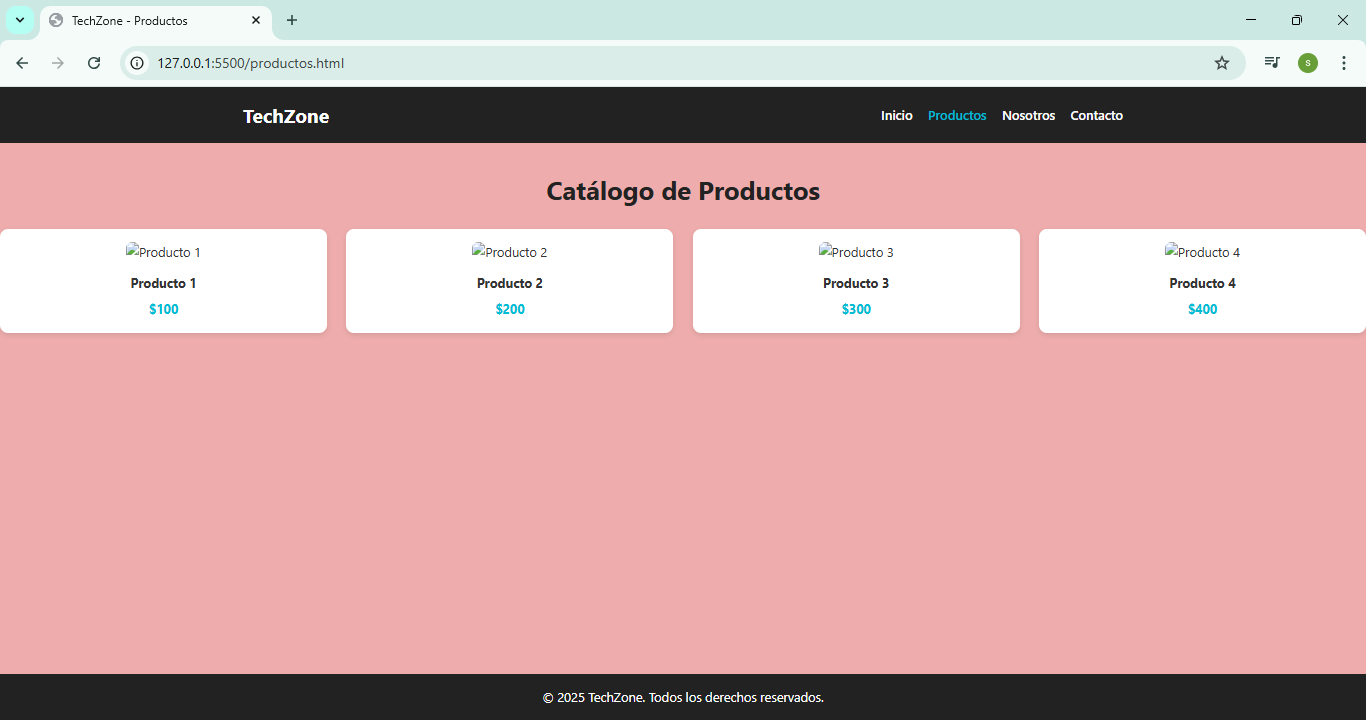 TechZone - Productos
127.0.0.1:5500/productos.html
S
TechZone
Inicio Productos Nosotros Contacto
Catálogo de Productos
Producto 1 Producto 2 Producto 3 Producto 4
Producto 1 Producto 2 Producto 3 Producto 4
$100 $200 $300 $400
© 2025 TechZone. Todos los derechos reservados.